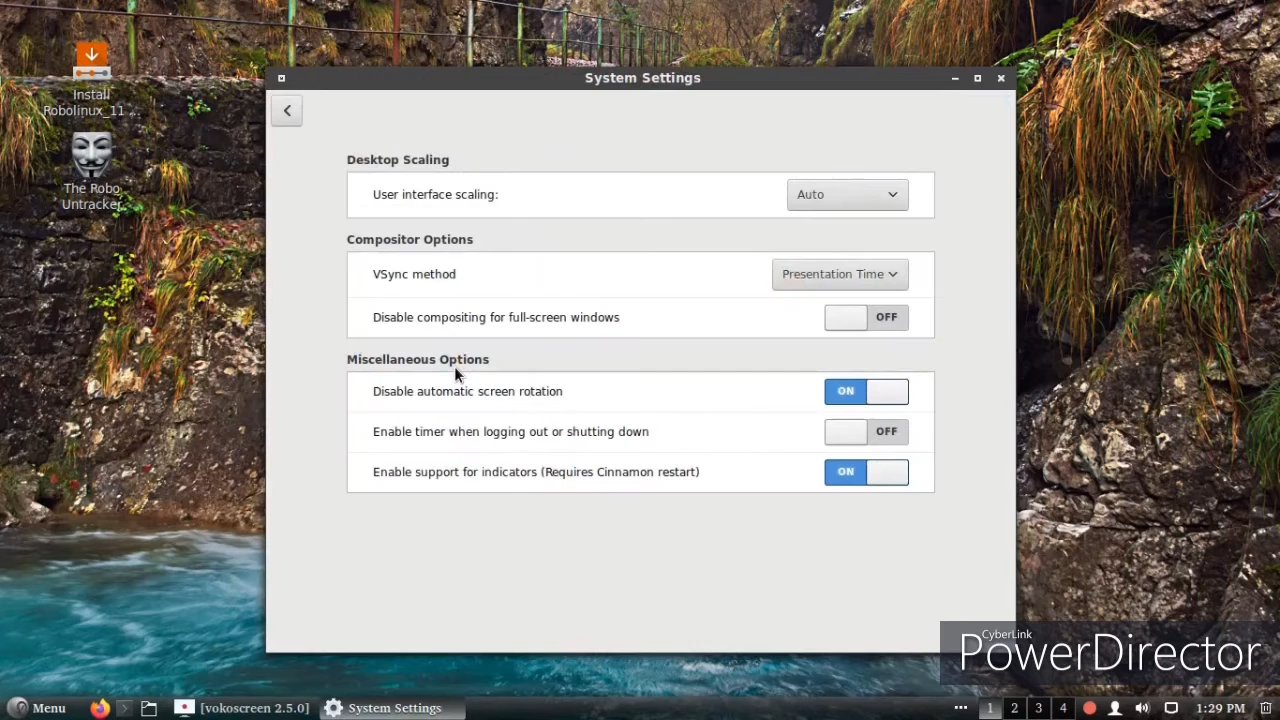 System Settings
Install
Robolinux_11 ...
The Robo
Untracker
Desktop Scaling
User interface scaling:
Auto
Compositor Options
VSync method
Presentation Time
Disable compositing for full-screen windows
OFF
Miscellaneous Options
Disable automatic screen rotation
ON
Enable timer when logging out or shutting down
OFF
Enable support for indicators (Requires Cinnamon restart)
ON
CyberLink
PowerDirector
Menu
[vokoscreen 2.5.0]
System Settings
1
2
3
4
1:29 PM